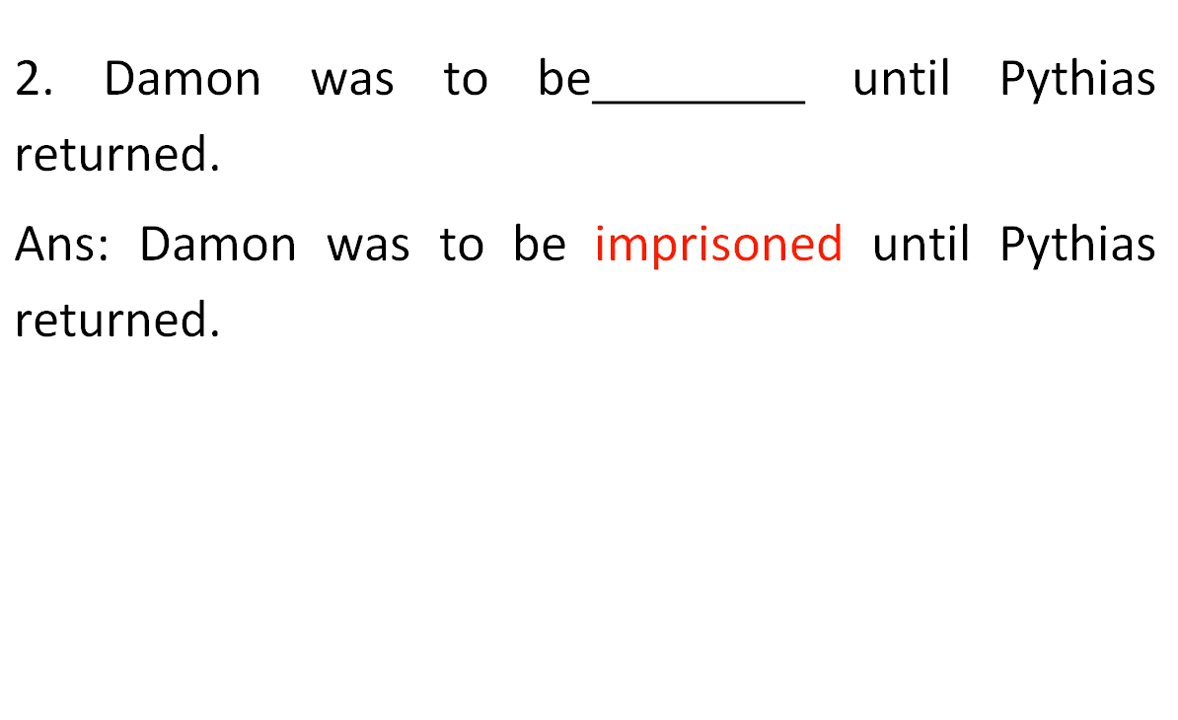 2. Damon was to be________ until Pythias
returned.
Ans: Damon was to be imprisoned until Pythias
returned.